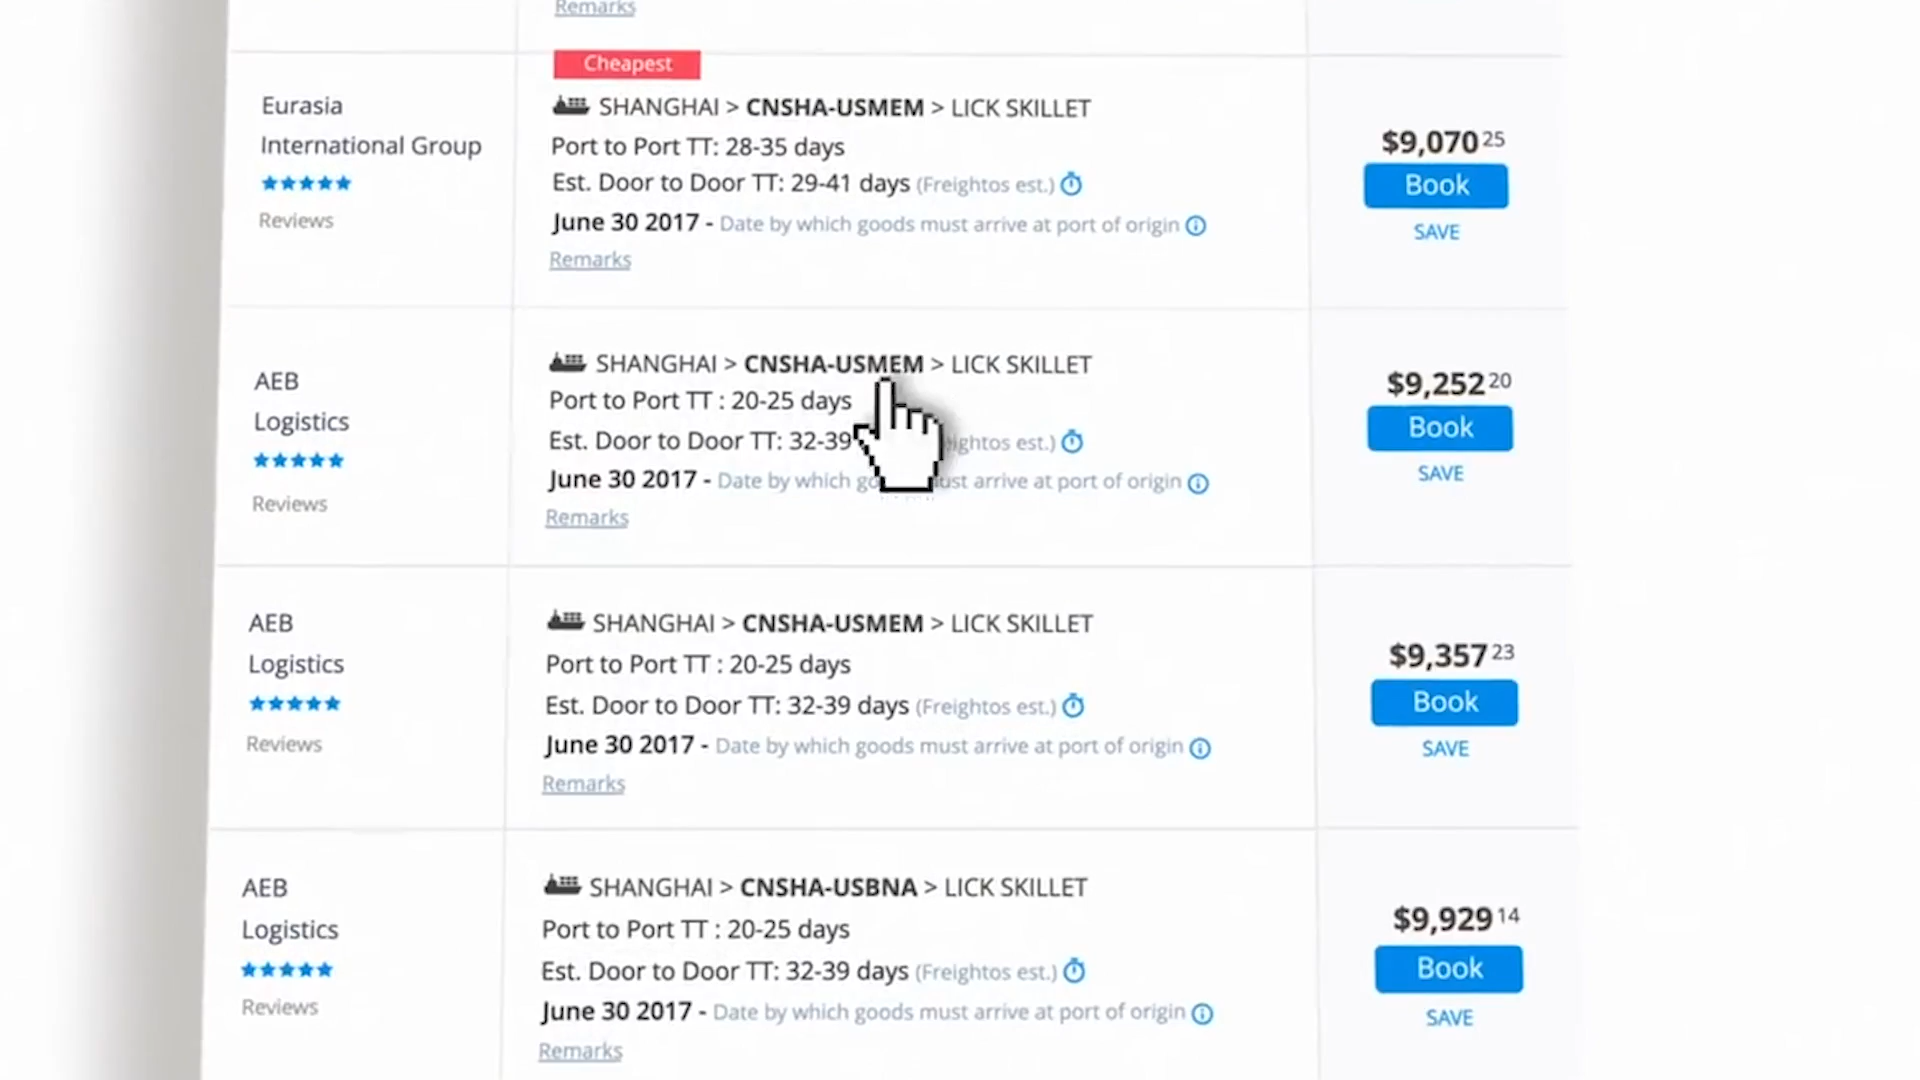 Remarks
Cheapest
Eurasia
International Group
Reviews
SHANGHAI > CNSHA-USMEM > LICK SKILLET
Port to Port TT: 28-35 days
Est. Door to Door TT: 29-41 days (Freightos est.)
June 30 2017 - Date by which goods must arrive at port of origin
Remarks
$9,070 25
Book
SAVE
AEB
Logistics
Reviews
SHANGHAI > CNSHA-USMEM > LICK SKILLET
Port to Port TT : 20-25 days
Est. Door to Door TT: 32-39 est.)
June 30 2017 - Date by which arrive at port of origin
Remarks
$9,252 20
Book
SAVE
AEB
Logistics
Reviews
SHANGHAI > CNSHA-USMEM > LICK SKILLET
Port to Port TT : 20-25 days
Est. Door to Door TT: 32-39 days (Freightos est.)
June 30 2017 - Date by which goods must arrive at port of origin
Remarks
$9,357 23
Book
SAVE
AEB
Logistics
Reviews
SHANGHAI > CNSHA-USBNA > LICK SKILLET
Port to Port TT : 20-25 days
Est. Door to Door TT: 32-39 days (Freightos est.)
June 30 2017 - Date by which goods must arrive at port of origin
Remarks
$9,929 14
Book
SAVE